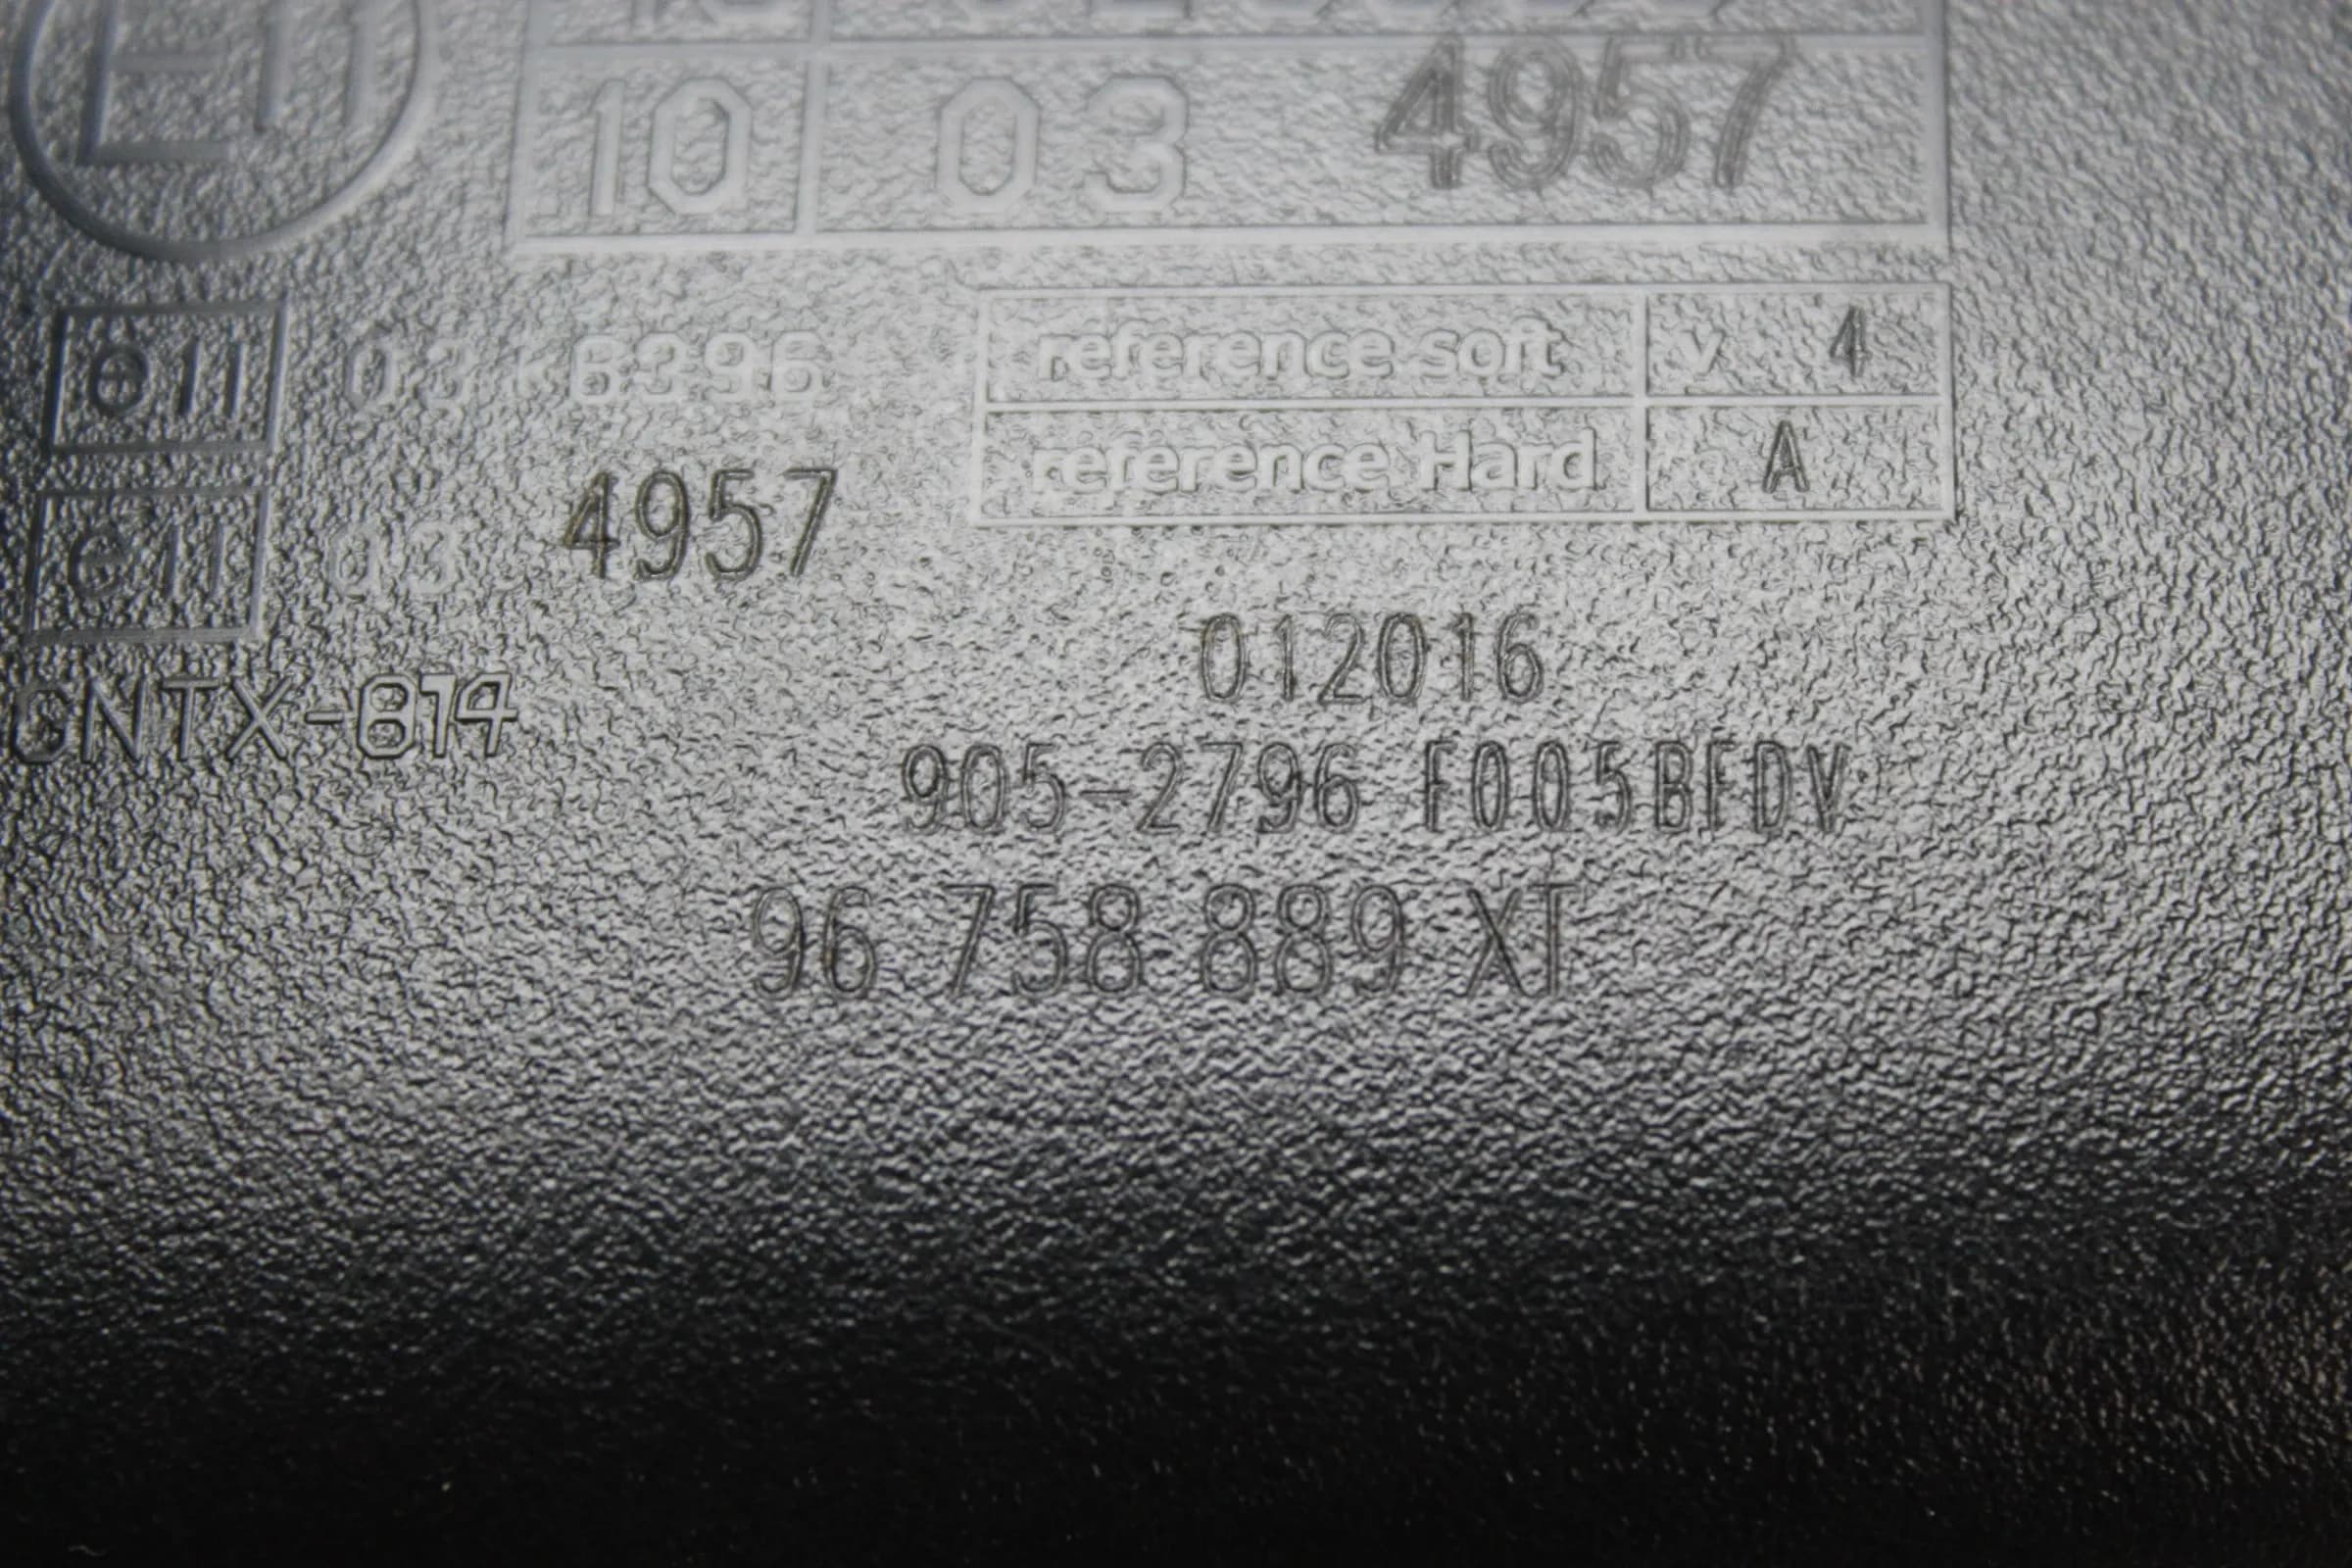 E11
10 03 4957
e11 03 6396
reference soft v 4
reference Hard A
e11 03 4957
012016
GNTX-814
905-2796 F005BFDV
96 758 889 XT